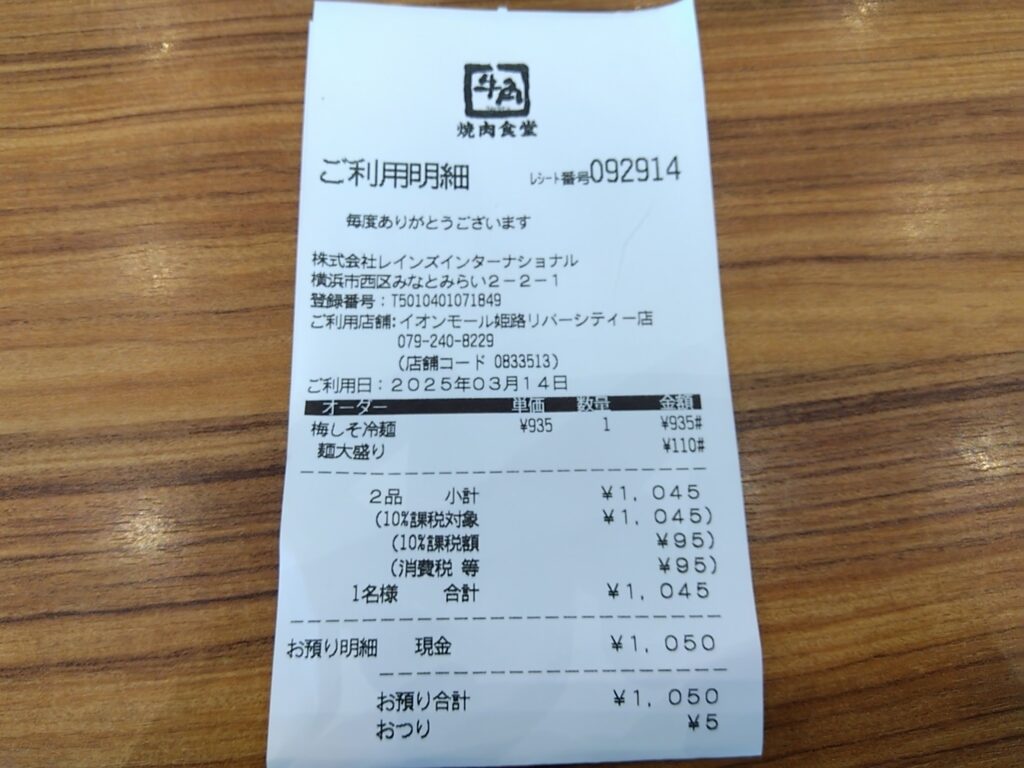 牛角
焼肉食堂
ご利用明細 レシート番号092914
毎度ありがとうございます
株式会社レインズインターナショナル
横浜市西区みなとみらい2-2-1
登録番号:T5010401071849
ご利用店舗:イオンモール姫路リバーシティー店
079-240-8229
(店舗コード 0833513)
ご利用日:2025年03月14日
オーダー 単価 数量 金額
梅しそ冷麺 ¥935 1 ¥935#
麺大盛り ¥110#
2品 小計 ¥1,045
(10%課税対象 ¥1,045)
(10%課税額 ¥95)
(消費税 等 ¥95)
1名様 合計 ¥1,045
お預り明細 現金 ¥1,050
お預り合計 ¥1,050
おつり ¥5